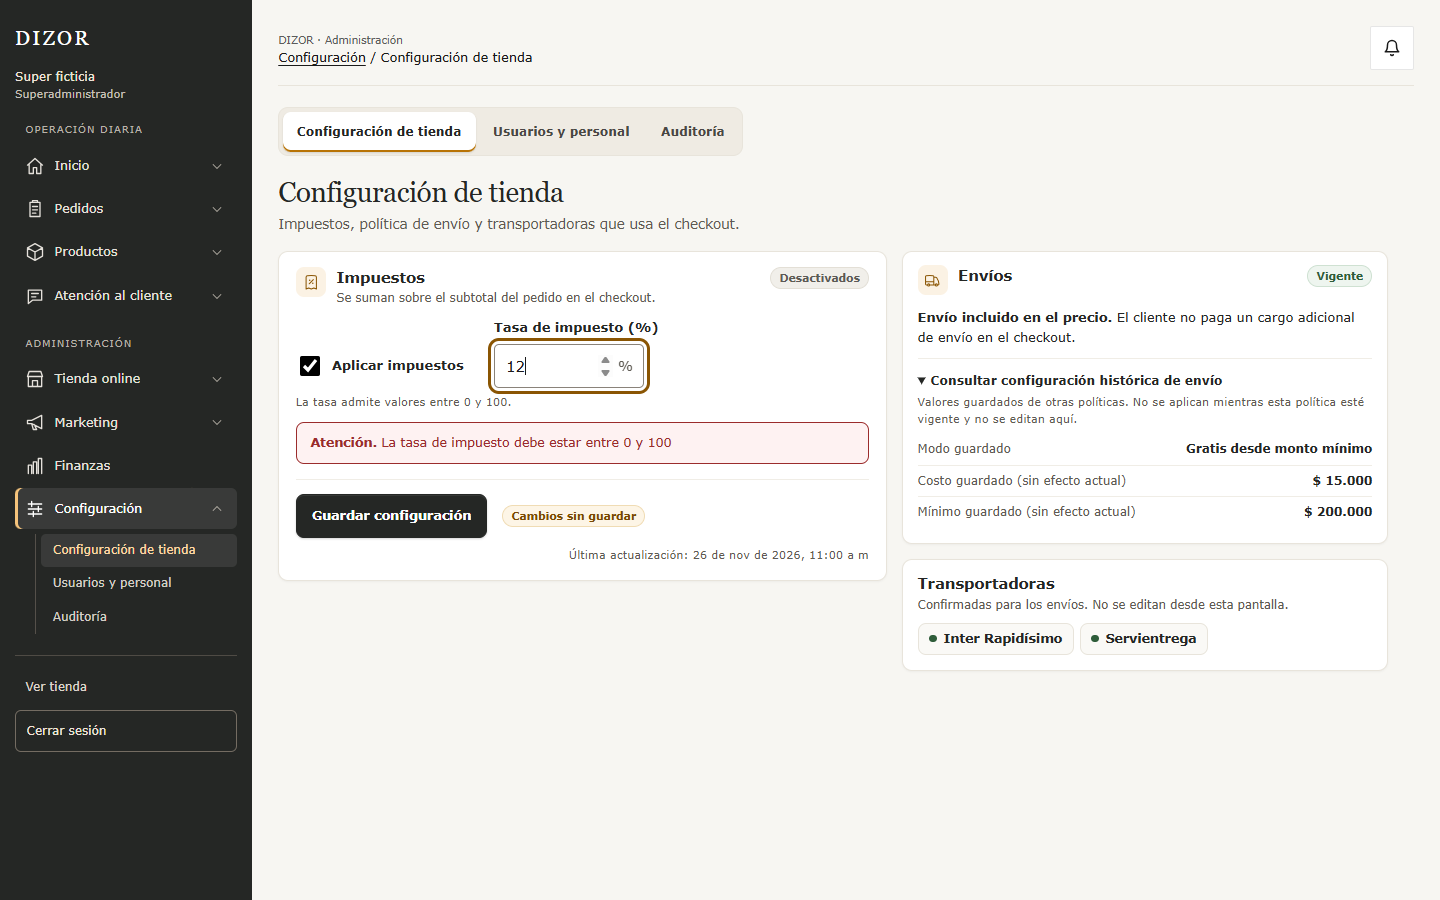 DIZOR
Super ficticia
Superadministrador
OPERACIÓN DIARIA
Inicio
Pedidos
Productos
Atención al cliente
ADMINISTRACIÓN
Tienda online
Marketing
Finanzas
Configuración
Configuración de tienda
Usuarios y personal
Auditoría
Ver tienda
Cerrar sesión
DIZOR · Administración
Configuración / Configuración de tienda
Configuración de tienda
Usuarios y personal
Auditoría
Configuración de tienda
Impuestos, política de envío y transportadoras que usa el checkout.
Impuestos
Desactivados
Se suman sobre el subtotal del pedido en el checkout.
Tasa de impuesto (%)
Aplicar impuestos
12
%
La tasa admite valores entre 0 y 100.
Atención. La tasa de impuesto debe estar entre 0 y 100
Guardar configuración
Cambios sin guardar
Última actualización: 26 de nov de 2026, 11:00 a m
Envíos
Vigente
Envío incluido en el precio. El cliente no paga un cargo adicional
de envío en el checkout.
Consultar configuración histórica de envío
Valores guardados de otras políticas. No se aplican mientras esta política esté
vigente y no se editan aquí.
Modo guardado
Gratis desde monto mínimo
Costo guardado (sin efecto actual)
$ 15.000
Mínimo guardado (sin efecto actual)
$ 200.000
Transportadoras
Confirmadas para los envíos. No se editan desde esta pantalla.
Inter Rapidísimo
Servientrega